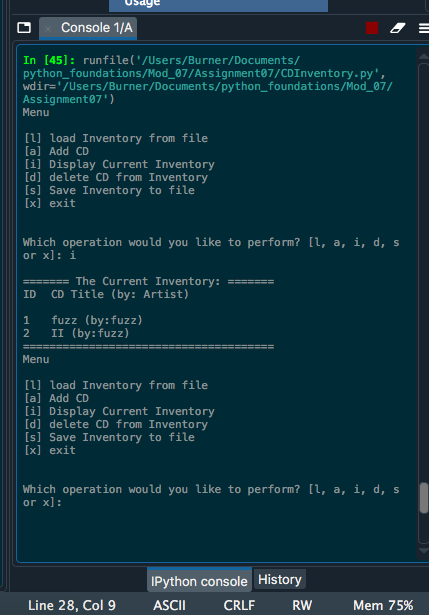 Usage
Console 1/A
In [45]: runfile('/Users/Burner/Documents/
python_foundations/Mod_07/Assignment07/CDInventory.py',
wdir='/Users/Burner/Documents/python_foundations/Mod_07/
Assignment07')
Menu
[l] load Inventory from file
[a] Add CD
[i] Display Current Inventory
[d] delete CD from Inventory
[s] Save Inventory to file
[x] exit
Which operation would you like to perform? [l, a, i, d, s
or x]: i
======= The Current Inventory: =======
ID  CD Title (by: Artist)
1   fuzz (by:fuzz)
2   II (by:fuzz)
======================================
Menu
[l] load Inventory from file
[a] Add CD
[i] Display Current Inventory
[d] delete CD from Inventory
[s] Save Inventory to file
[x] exit
Which operation would you like to perform? [l, a, i, d, s
or x]:
IPython console History
Line 28, Col 9 ASCII CRLF RW Mem 75%